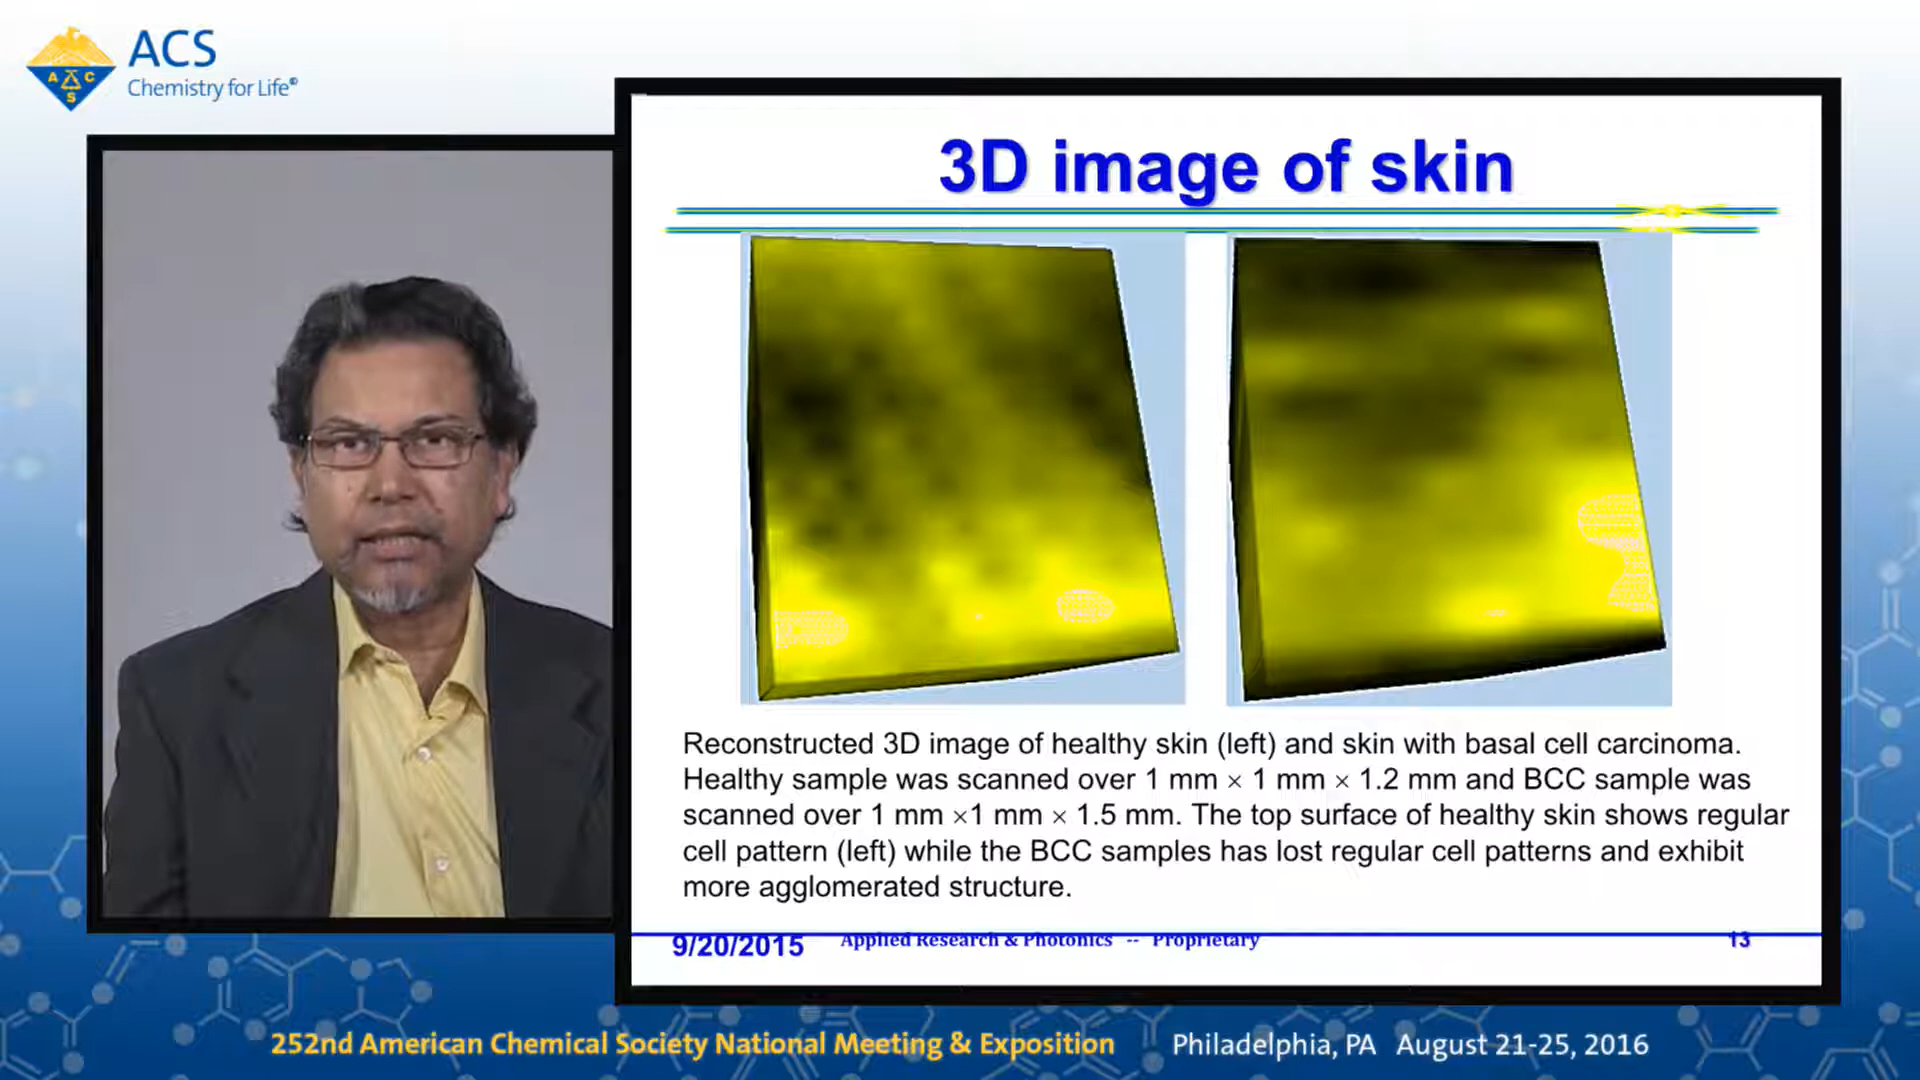 ACS
Chemistry for Life®
A C S
3D image of skin
Reconstructed 3D image of healthy skin (left) and skin with basal cell carcinoma.
Healthy sample was scanned over 1 mm × 1 mm × 1.2 mm and BCC sample was
scanned over 1 mm ×1 mm × 1.5 mm. The top surface of healthy skin shows regular
cell pattern (left) while the BCC samples has lost regular cell patterns and exhibit
more agglomerated structure.
9/20/2015 Applied Research & Photonics -- Proprietary 13
252nd American Chemical Society National Meeting & Exposition Philadelphia, PA August 21-25, 2016